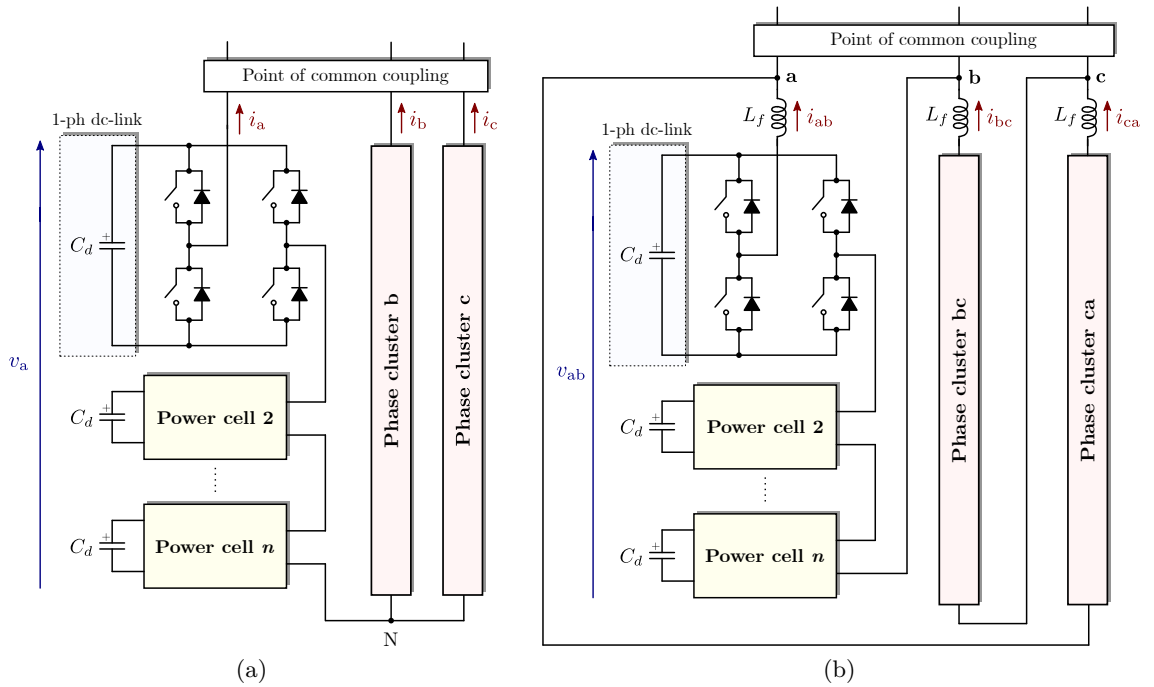 Point of common coupling
i_a
i_b
i_c
1-ph dc-link
C_d
+
v_a
C_d
+
Power cell 2
C_d
+
Power cell n
Phase cluster b
Phase cluster c
N
(a)
Point of common coupling
a
b
c
L_f
i_ab
L_f
i_bc
L_f
i_ca
1-ph dc-link
C_d
+
v_ab
C_d
+
Power cell 2
C_d
+
Power cell n
Phase cluster bc
Phase cluster ca
(b)